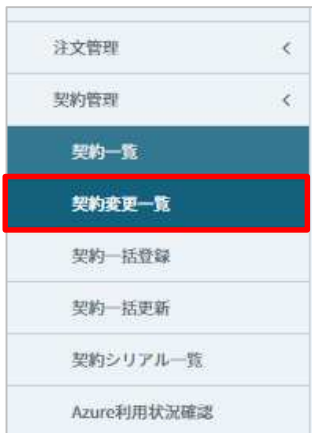 注文管理
契約管理
契約一覧
契約変更一覧
契約一括登録
契約一括更新
契約シリアル一覧
Azure利用状況確認